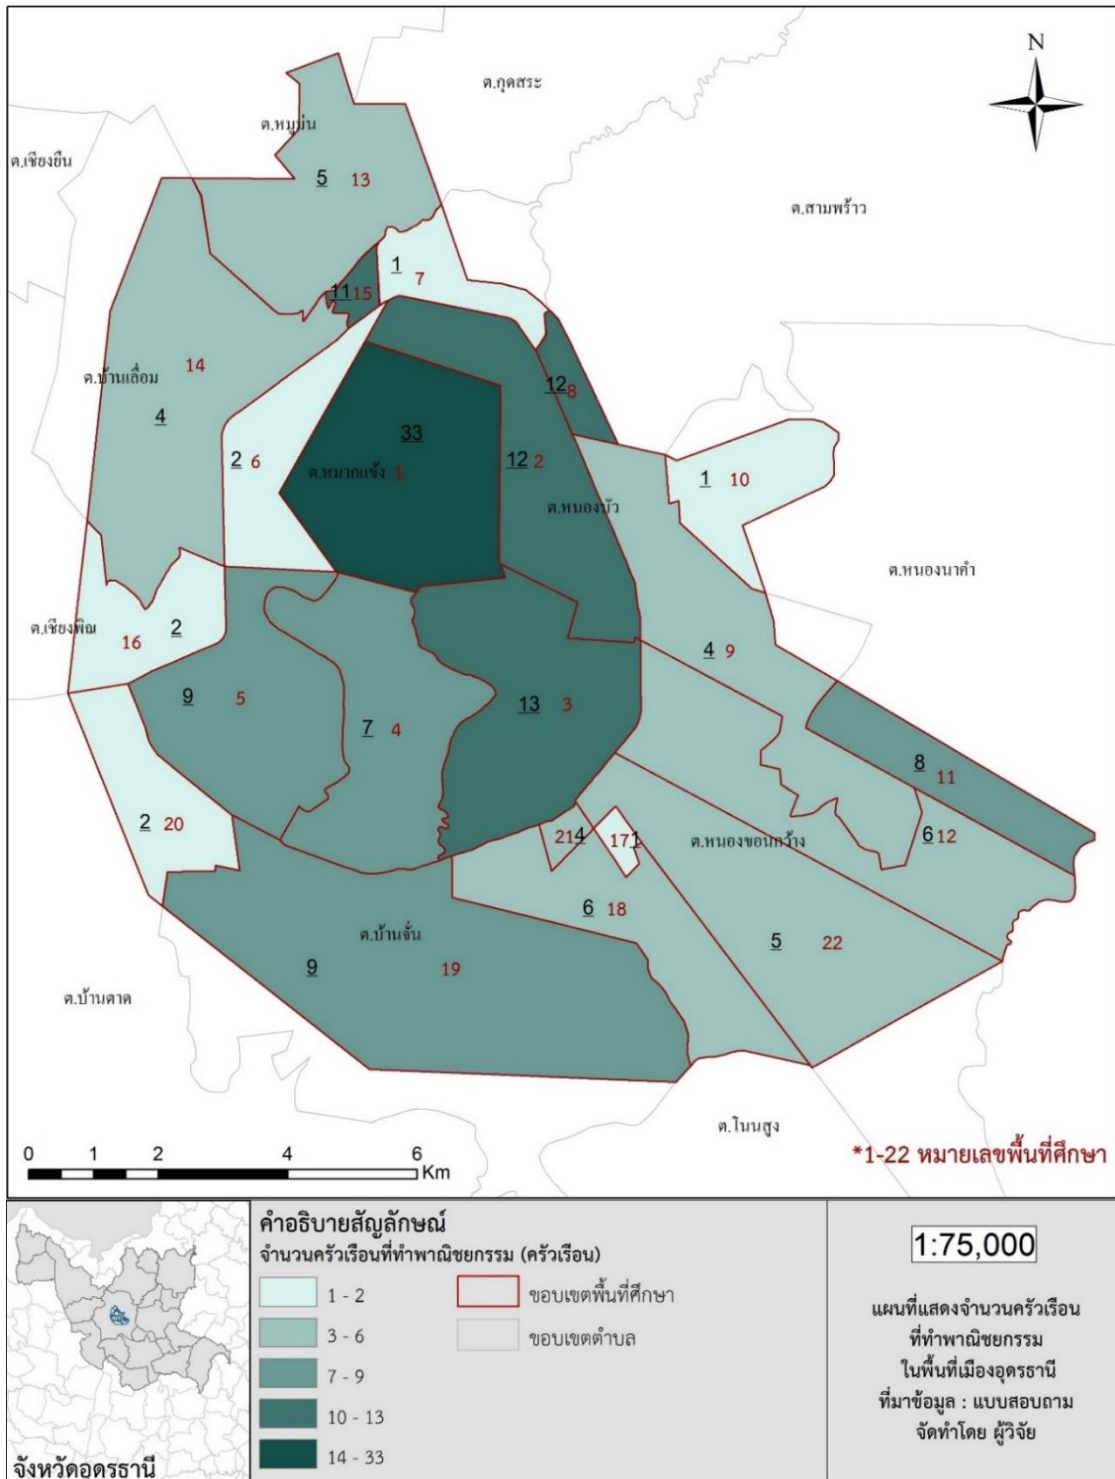 N
ต.กุดสระ
ต.หมูม่น
ต.เชียงยืน
5 13
ต.สามพร้าว
1 7
11 15
14
ต.บ้านเลื่อม
12 8
4
33
2 6
12 2
ต.หมากแข้ง 1
1 10
ต.หนองบัว
ต.หนองนาคำ
ต.เชียงพิณ
2
16
4 9
9 5
13 3
7 4
8 11
2 20
21 4
17 1
ต.หนองขอนกว้าง
6 12
6 18
ต.บ้านจั่น
5 22
9 19
ต.บ้านตาด
ต.โนนสูง
0 1 2 4 6
Km
*1-22 หมายเลขพื้นที่ศึกษา
คำอธิบายสัญลักษณ์
จำนวนครัวเรือนที่ทำพาณิชยกรรม (ครัวเรือน)
1 - 2
3 - 6
7 - 9
10 - 13
14 - 33
ขอบเขตพื้นที่ศึกษา
ขอบเขตตำบล
จังหวัดอุดรธานี
1:75,000
แผนที่แสดงจำนวนครัวเรือน
ที่ทำพาณิชยกรรม
ในพื้นที่เมืองอุดรธานี
ที่มาข้อมูล : แบบสอบถาม
จัดทำโดย ผู้วิจัย